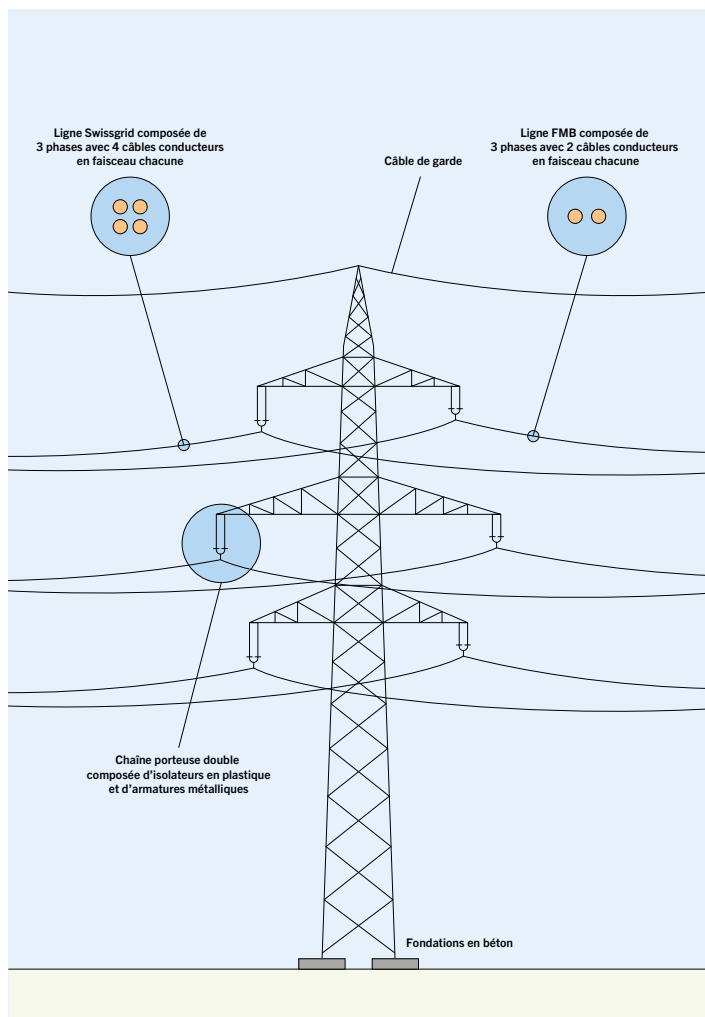 Ligne Swissgrid composée de
3 phases avec 4 câbles conducteurs
en faisceau chacune
Câble de garde
Ligne FMB composée de
3 phases avec 2 câbles conducteurs
en faisceau chacune
Chaîne porteuse double
composée d’isolateurs en plastique
et d’armatures métalliques
Fondations en béton